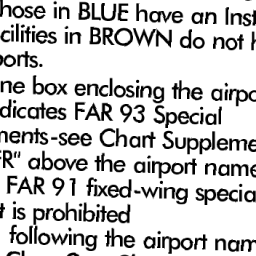 hose in BLUE have an Inst
cilities in BROWN do not h
ports.
ne box enclosing the airpo
dicates FAR 93 Special
ments-see Chart Suppleme
FR" above the airport name
FAR 91 fixed-wing specia
t is prohibited
following the airport nam